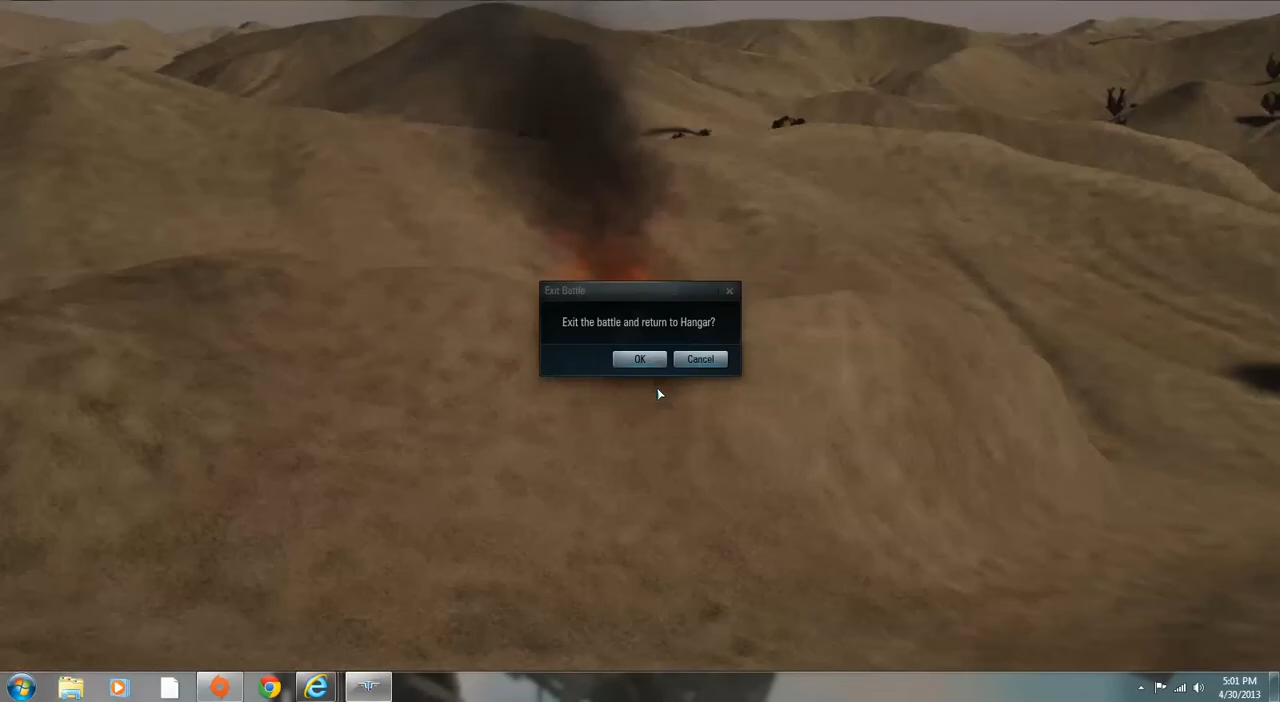 Exit Battle
Exit the battle and return to Hangar?
OK
Cancel
5:01 PM
4/30/2013